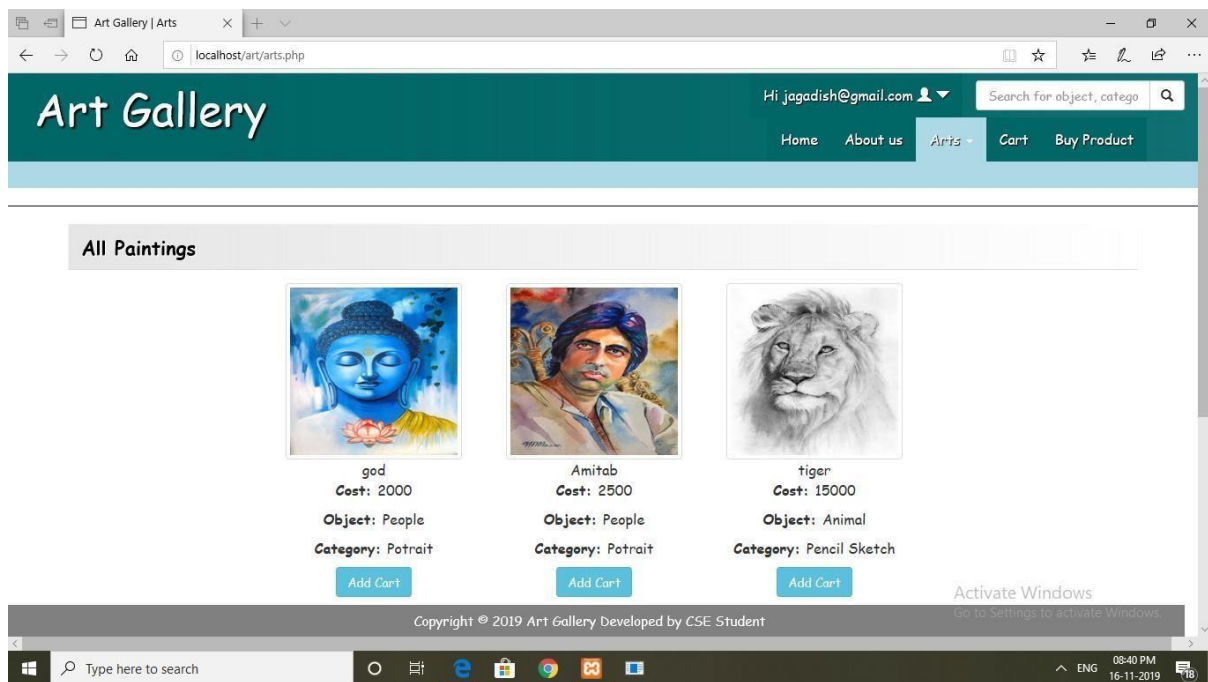 Art Gallery | Arts
localhost/art/arts.php
Art Gallery
Hi jagadish@gmail.com
Search for object, catego
Home About us Arts Cart Buy Product
All Paintings
god
Cost: 2000
Object: People
Category: Potrait
Add Cart
Amitab
Cost: 2500
Object: People
Category: Potrait
Add Cart
tiger
Cost: 15000
Object: Animal
Category: Pencil Sketch
Add Cart
Activate Windows
Go to Settings to activate Windows.
Copyright © 2019 Art Gallery Developed by CSE Student
Type here to search
ENG
08:40 PM
16-11-2019
18